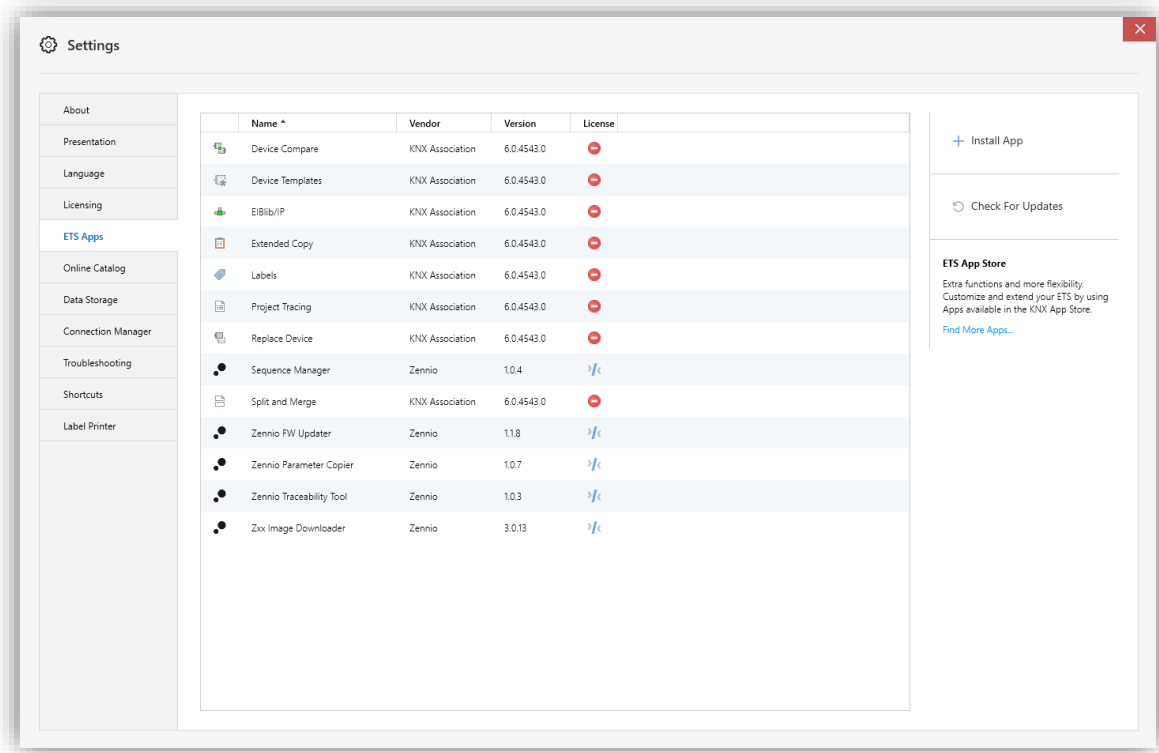 Settings
About
Presentation
Language
Licensing
ETS Apps
Online Catalog
Data Storage
Connection Manager
Troubleshooting
Shortcuts
Label Printer
Name Vendor Version License
Device Compare KNX Association 6.0.4543.0
Device Templates KNX Association 6.0.4543.0
EIBlib/IP KNX Association 6.0.4543.0
Extended Copy KNX Association 6.0.4543.0
Labels KNX Association 6.0.4543.0
Project Tracing KNX Association 6.0.4543.0
Replace Device KNX Association 6.0.4543.0
Sequence Manager Zennio 1.0.4
Split and Merge KNX Association 6.0.4543.0
Zennio FW Updater Zennio 1.1.8
Zennio Parameter Copier Zennio 1.0.7
Zennio Traceability Tool Zennio 1.0.3
Zxx Image Downloader Zennio 3.0.13
Install App
Check For Updates
ETS App Store
Extra functions and more flexibility.
Customize and extend your ETS by using
Apps available in the KNX App Store.
Find More Apps...